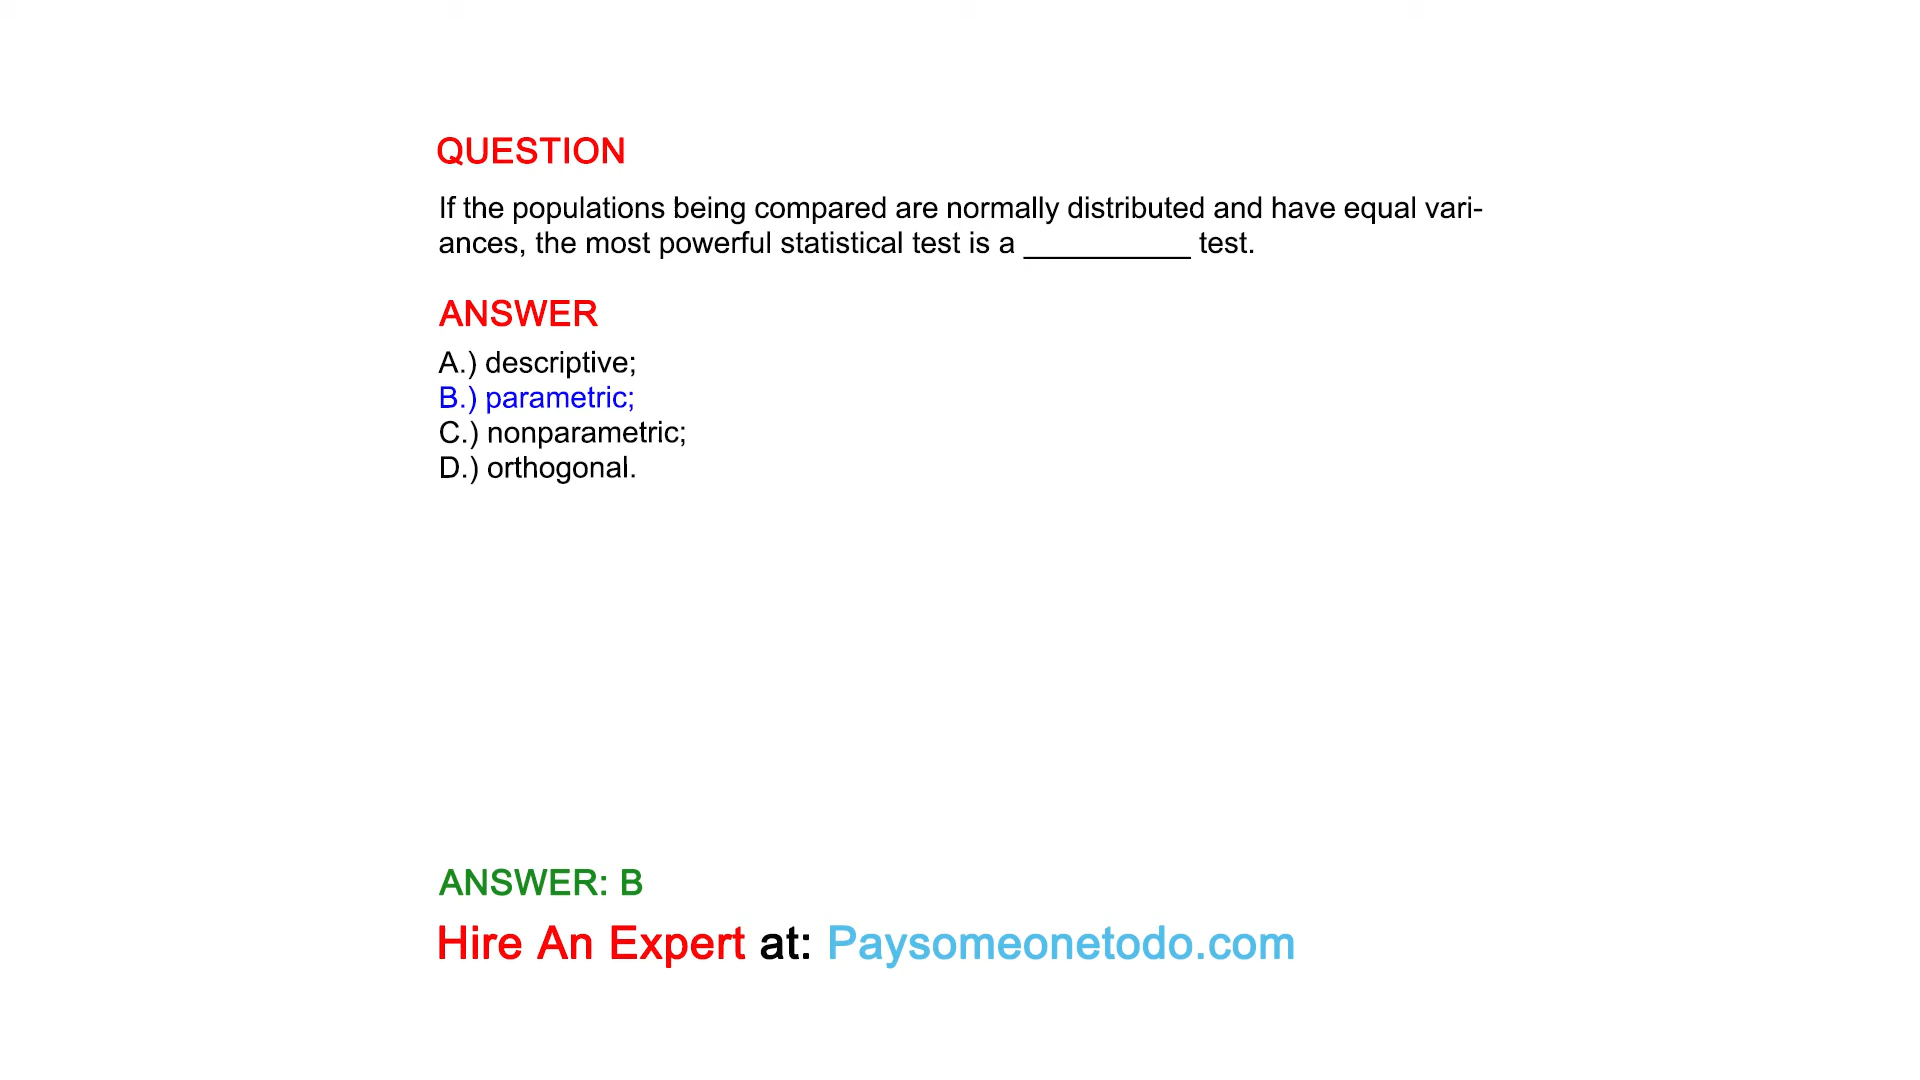 QUESTION
If the populations being compared are normally distributed and have equal vari-
ances, the most powerful statistical test is a __________ test.
ANSWER
A.) descriptive;
B.) parametric;
C.) nonparametric;
D.) orthogonal.
ANSWER: B
Hire An Expert at: Paysomeonetodo.com